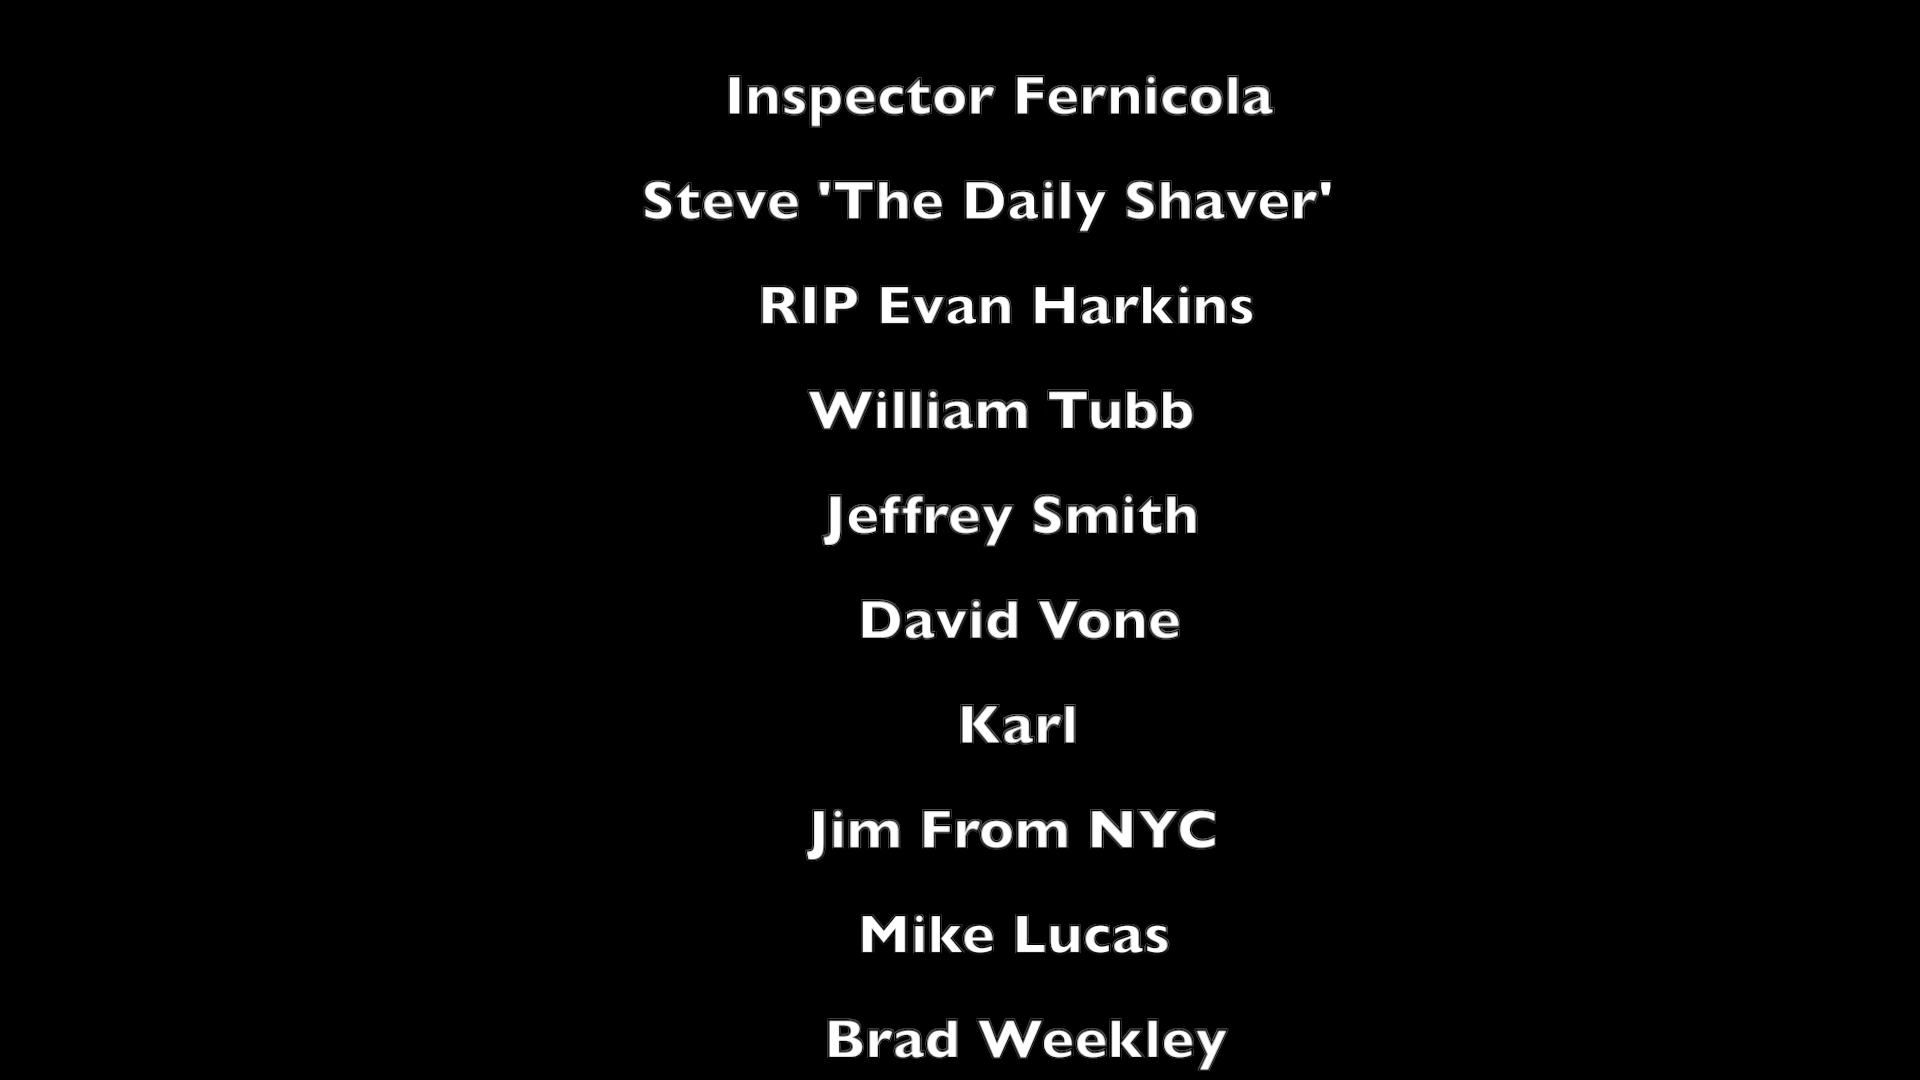 Inspector Fernicola
Steve 'The Daily Shaver'
RIP Evan Harkins
William Tubb
Jeffrey Smith
David Vone
Karl
Jim From NYC
Mike Lucas
Brad Weekley